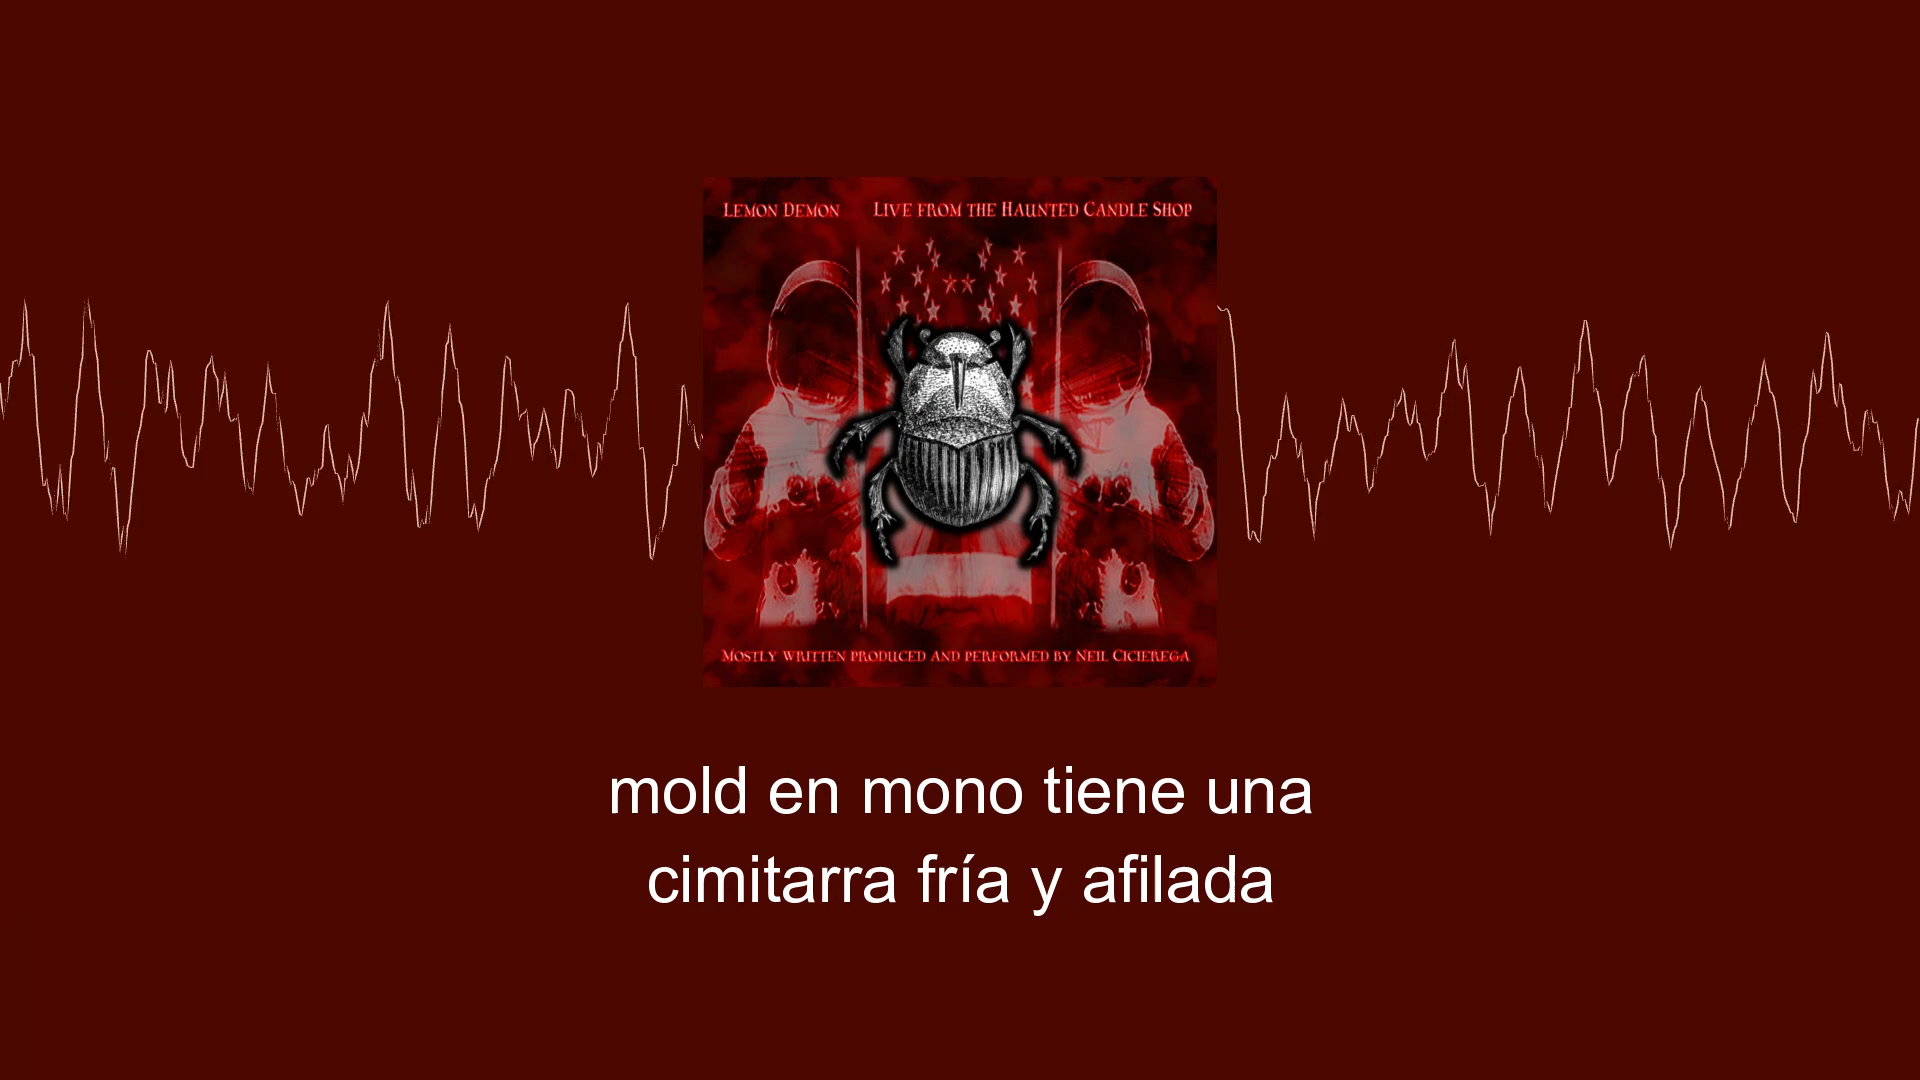 Lemon Demon Live from the Haunted Candle Shop
Mostly written produced and performed by Neil Cicierega
mold en mono tiene una
cimitarra fría y afilada